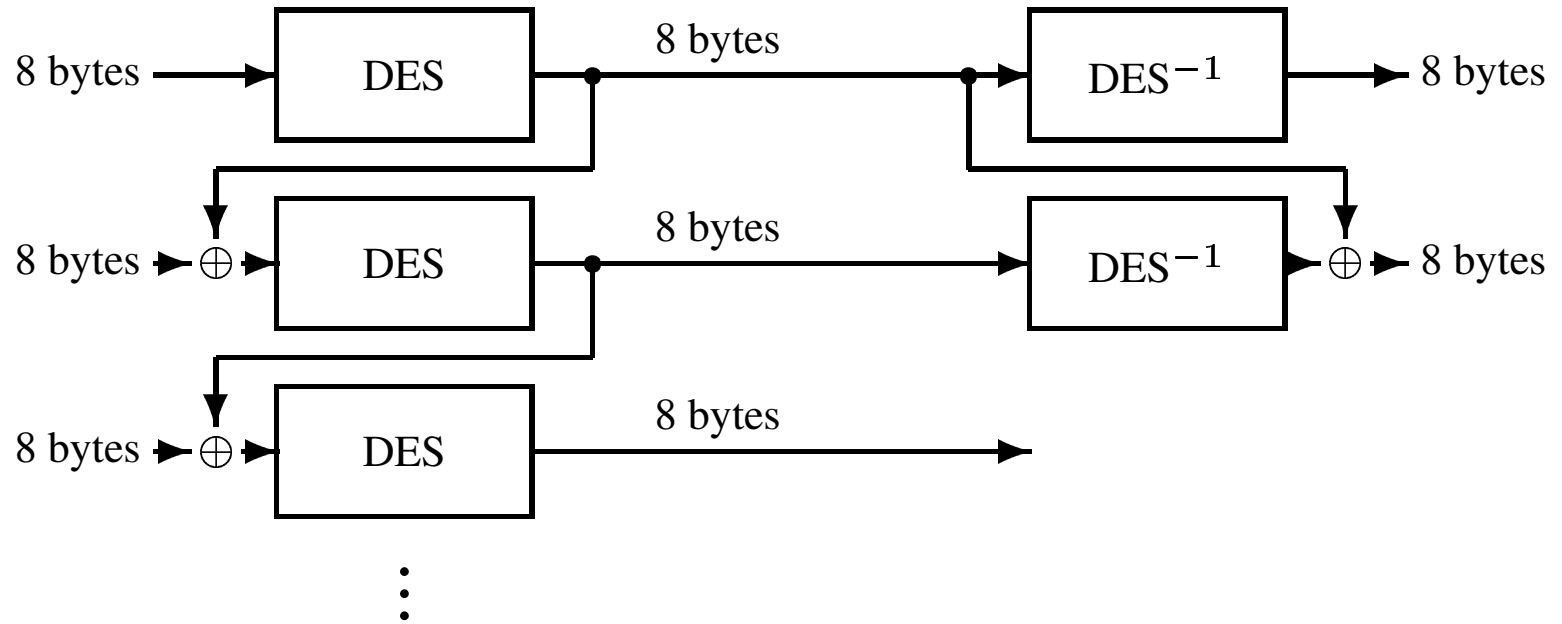 8 bytes DES 8 bytes DES⁻¹ 8 bytes
8 bytes ⊕ DES 8 bytes DES⁻¹ ⊕ 8 bytes
8 bytes ⊕ DES 8 bytes
⋮